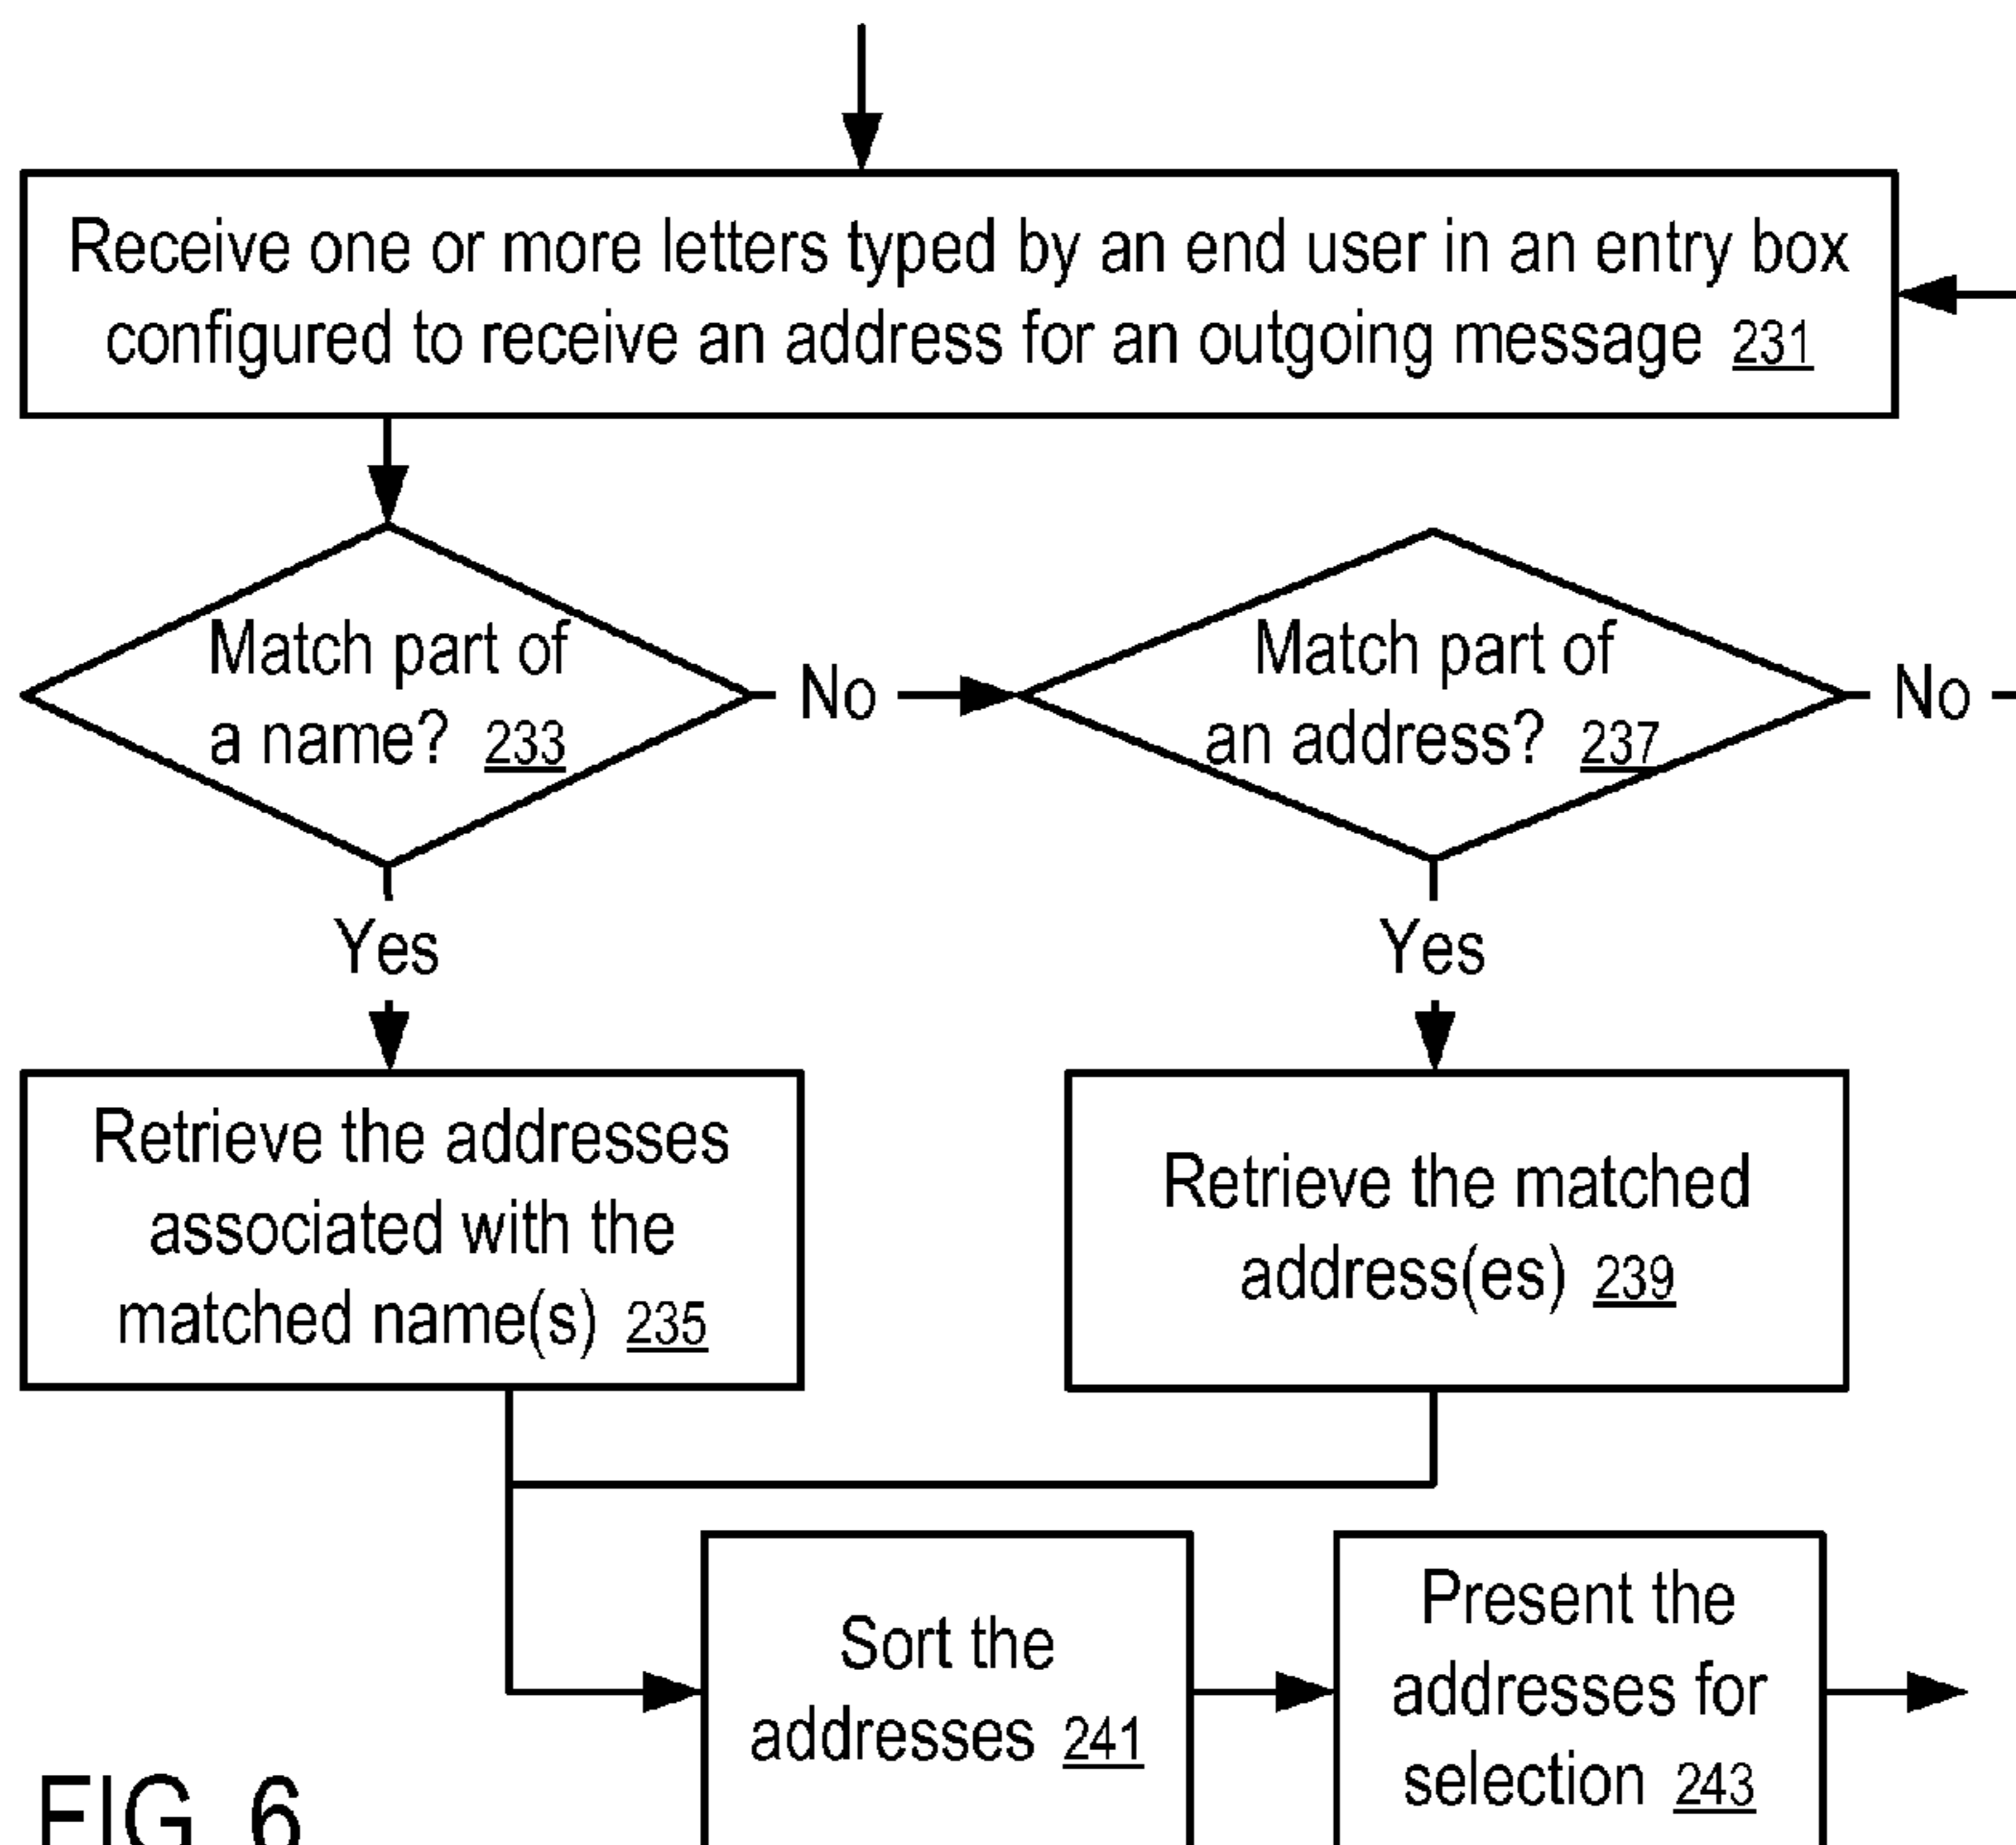 Receive one or more letters typed by an end user in an entry box
configured to receive an address for an outgoing message 231
Match part of
a name? 233
No
Match part of
an address? 237
No
Yes
Yes
Retrieve the addresses
associated with the
matched name(s) 235
Retrieve the matched
address(es) 239
Sort the
addresses 241
Present the
addresses for
selection 243
FIG. 6